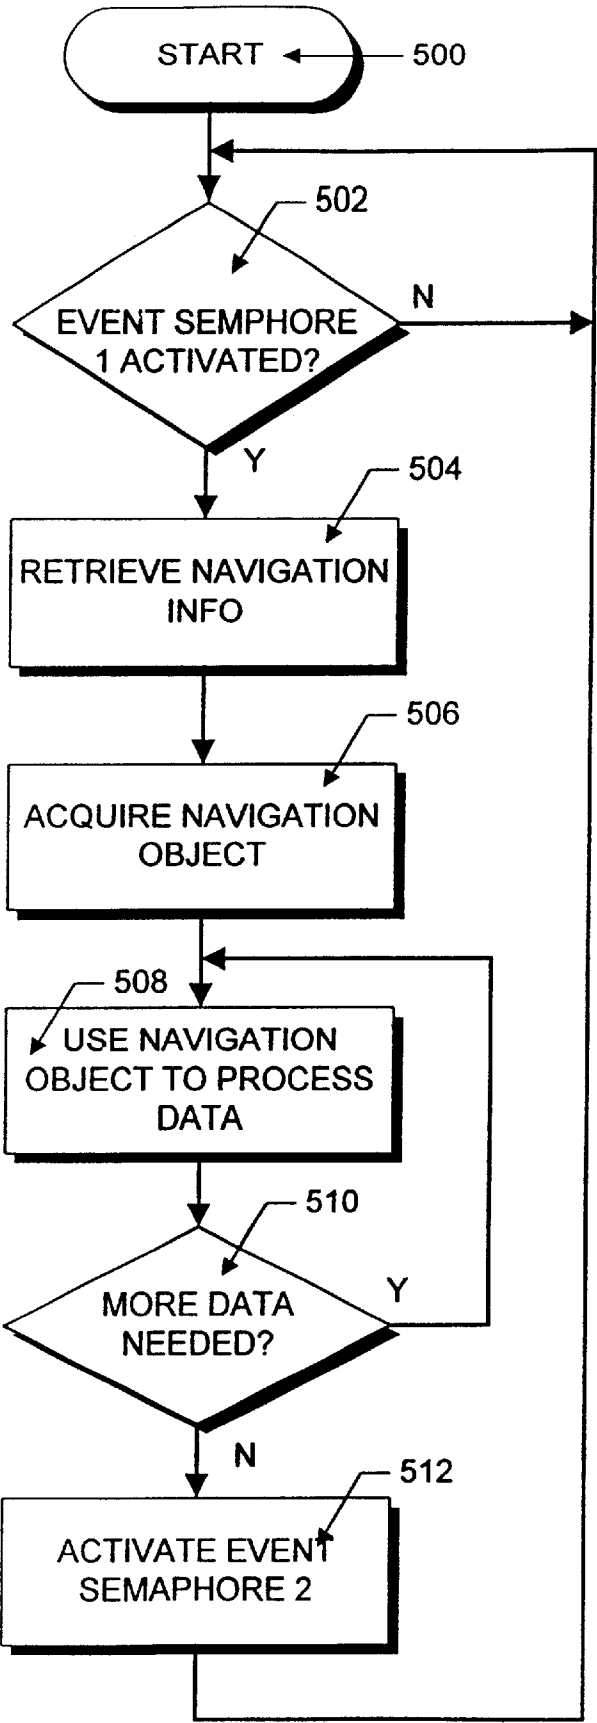 START
500
502
EVENT SEMPHORE
1 ACTIVATED?
N
Y
504
RETRIEVE NAVIGATION
INFO
506
ACQUIRE NAVIGATION
OBJECT
508
USE NAVIGATION
OBJECT TO PROCESS
DATA
510
MORE DATA
NEEDED?
Y
N
512
ACTIVATE EVENT
SEMAPHORE 2